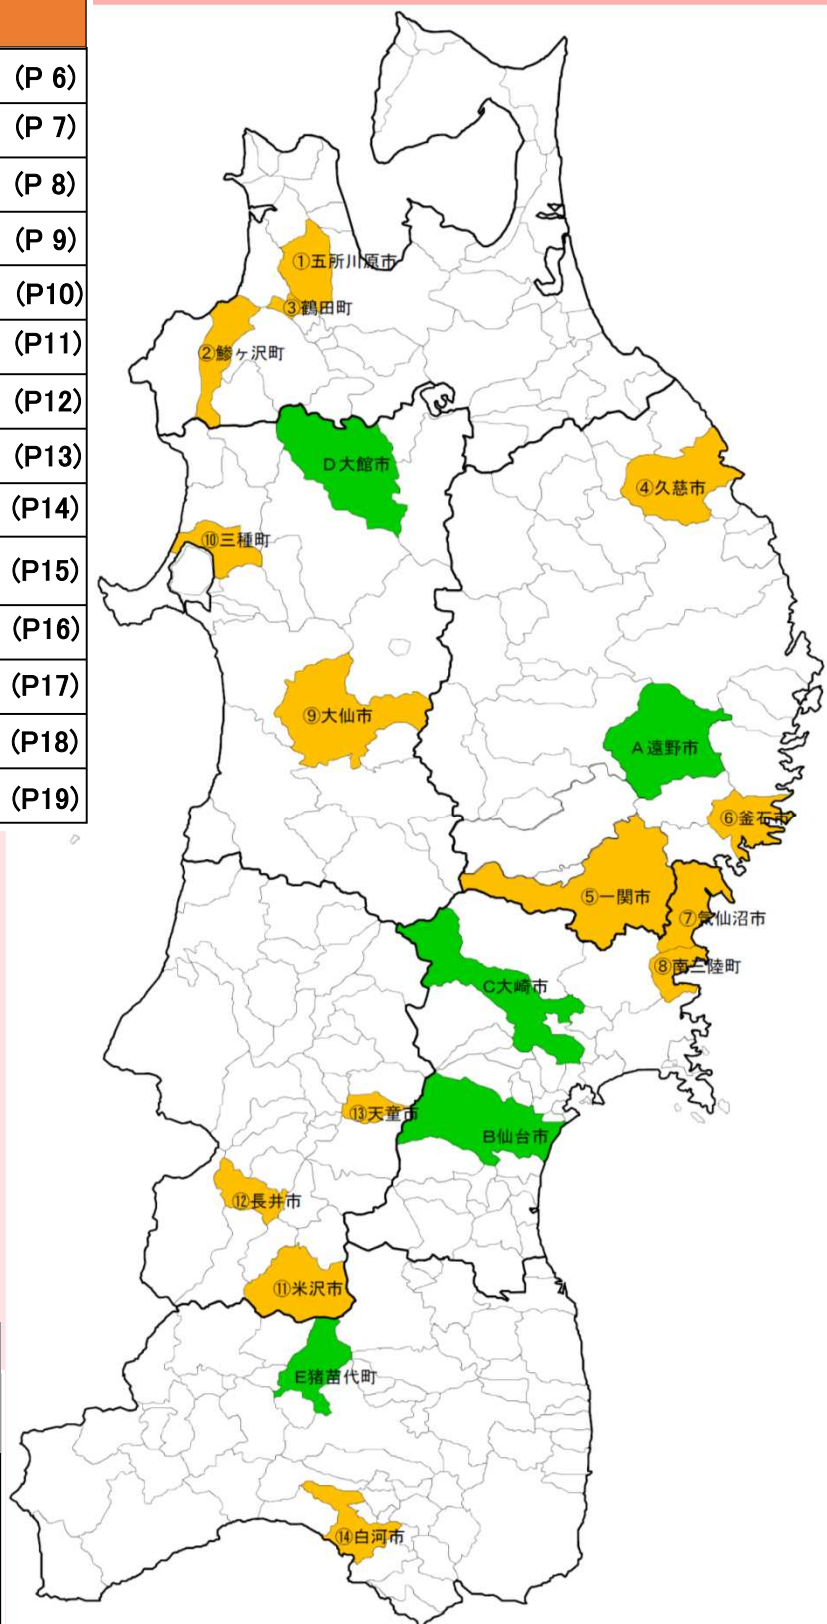 (P 6)
(P 7)
(P 8)
(P 9)
(P10)
(P11)
(P12)
(P13)
(P14)
(P15)
(P16)
(P17)
(P18)
(P19)
①五所川原市
③鶴田町
②鰺ヶ沢町
D大館市
④久慈市
⑩三種町
⑨大仙市
A遠野市
⑥釜石市
⑤一関市
⑦気仙沼市
⑧南三陸町
C大崎市
⑬天童市
B仙台市
⑫長井市
⑪米沢市
E猪苗代町
⑭白河市